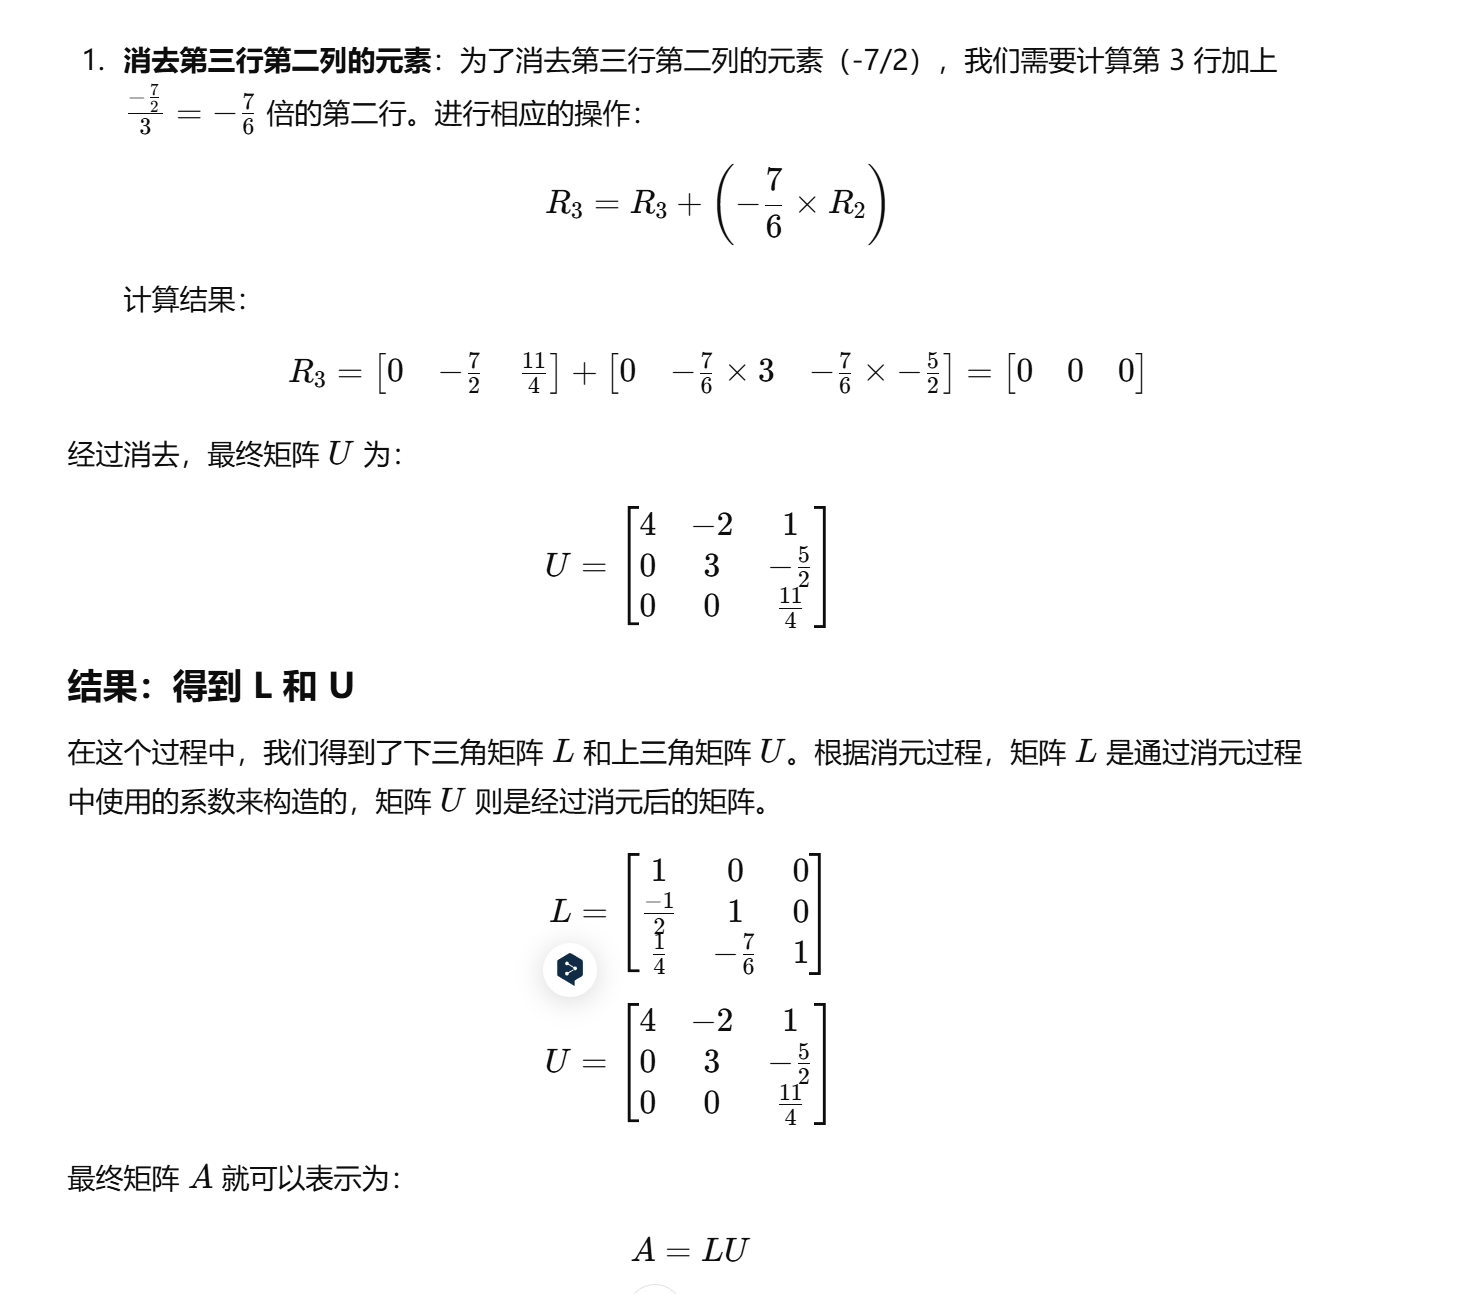 1. 消去第三行第二列的元素：为了消去第三行第二列的元素（-7/2），我们需要计算第 3 行加上
\frac{-\frac{7}{2}}{3} = -\frac{7}{6} 倍的第二行。进行相应的操作：
R_3 = R_3 + \left( -\frac{7}{6} \times R_2 \right)
计算结果：
R_3 = \begin{bmatrix} 0 & -\frac{7}{2} & \frac{11}{4} \end{bmatrix} + \begin{bmatrix} 0 & -\frac{7}{6} \times 3 & -\frac{7}{6} \times -\frac{5}{2} \end{bmatrix} = \begin{bmatrix} 0 & 0 & 0 \end{bmatrix}
经过消去，最终矩阵 U 为：
U = \begin{bmatrix} 4 & -2 & 1 \\ 0 & 3 & -\frac{5}{2} \\ 0 & 0 & \frac{11}{4} \end{bmatrix}
结果：得到 L 和 U
在这个过程中，我们得到了下三角矩阵 L 和上三角矩阵 U。根据消元过程，矩阵 L 是通过消元过程
中使用的系数来构造的，矩阵 U 则是经过消元后的矩阵。
L = \begin{bmatrix} 1 & 0 & 0 \\ \frac{-1}{2} & 1 & 0 \\ \frac{1}{4} & -\frac{7}{6} & 1 \end{bmatrix}
U = \begin{bmatrix} 4 & -2 & 1 \\ 0 & 3 & -\frac{5}{2} \\ 0 & 0 & \frac{11}{4} \end{bmatrix}
最终矩阵 A 就可以表示为：
A = LU